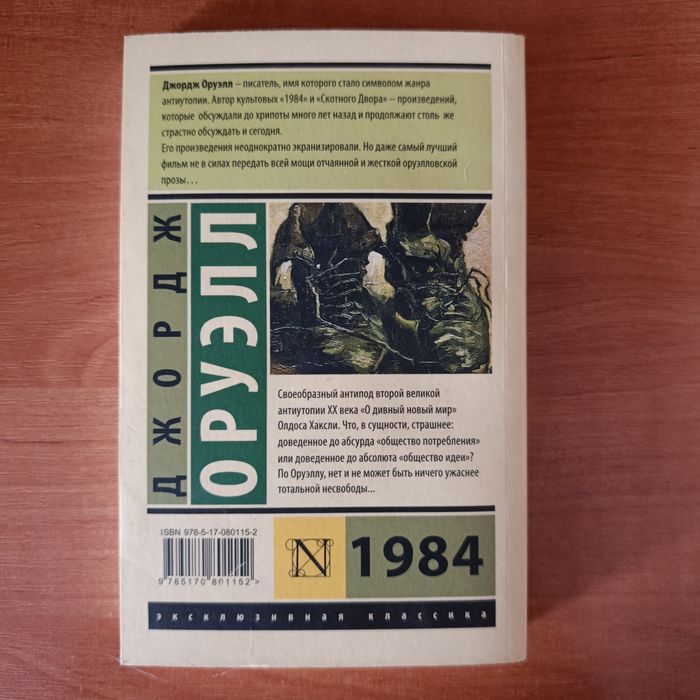 Джордж Оруэлл – писатель, имя которого стало символом жанра
антиутопии. Автор культовых «1984» и «Скотного Двора» – произведений,
которые обсуждали до хрипоты много лет назад и продолжают столь же
страстно обсуждать и сегодня.
Его произведения неоднократно экранизировали. Но даже самый лучший
фильм не в силах передать всей мощи отчаянной и жесткой оруэлловской
прозы…
ДЖОРДЖ
ОРУЭЛЛ
Своеобразный антипод второй великой
антиутопии XX века «О дивный новый мир»
Олдоса Хаксли. Что, в сущности, страшнее:
доведенное до абсурда «общество потребления»
или доведенное до абсолюта «общество идеи»?
По Оруэллу, нет и не может быть ничего ужаснее
тотальной несвободы...
ISBN 978-5-17-080115-2
9 785170 801152 >
N
1984
эксклюзивная классика